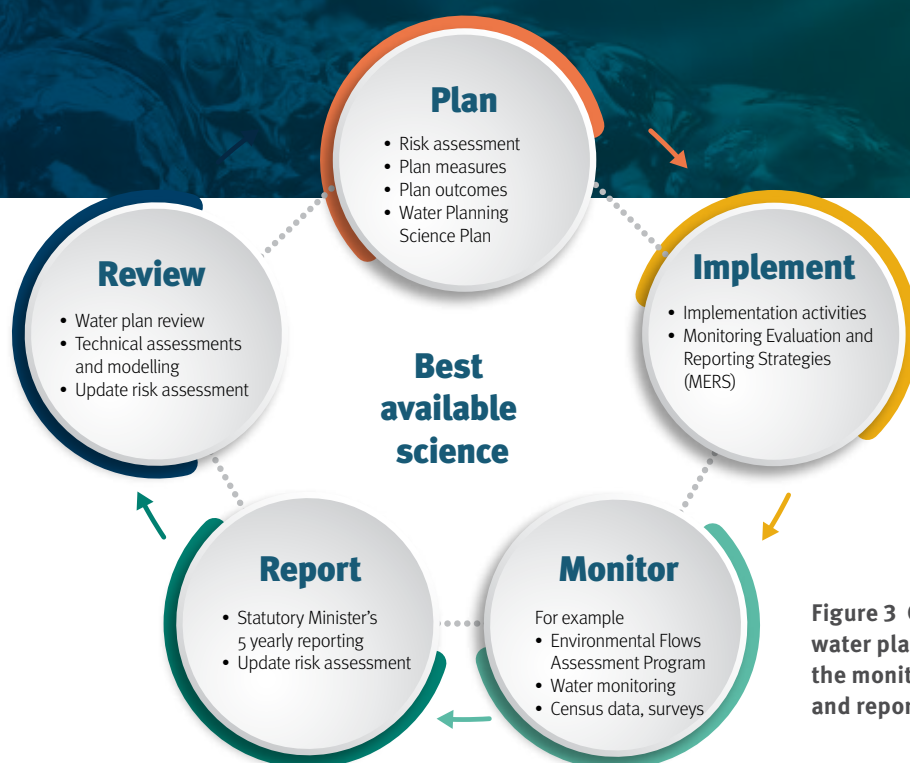 Plan
• Risk assessment
• Plan measures
• Plan outcomes
• Water Planning
Science Plan
Implement
• Implementation activities
• Monitoring Evaluation and
Reporting Strategies
(MERS)
Monitor
For example
• Environmental Flows
Assessment Program
• Water monitoring
• Census data, surveys
Report
• Statutory Minister's
5 yearly reporting
• Update risk assessment
Review
• Water plan review
• Technical assessments
and modelling
• Update risk assessment
Best
available
science
Figure 3
water
the
and